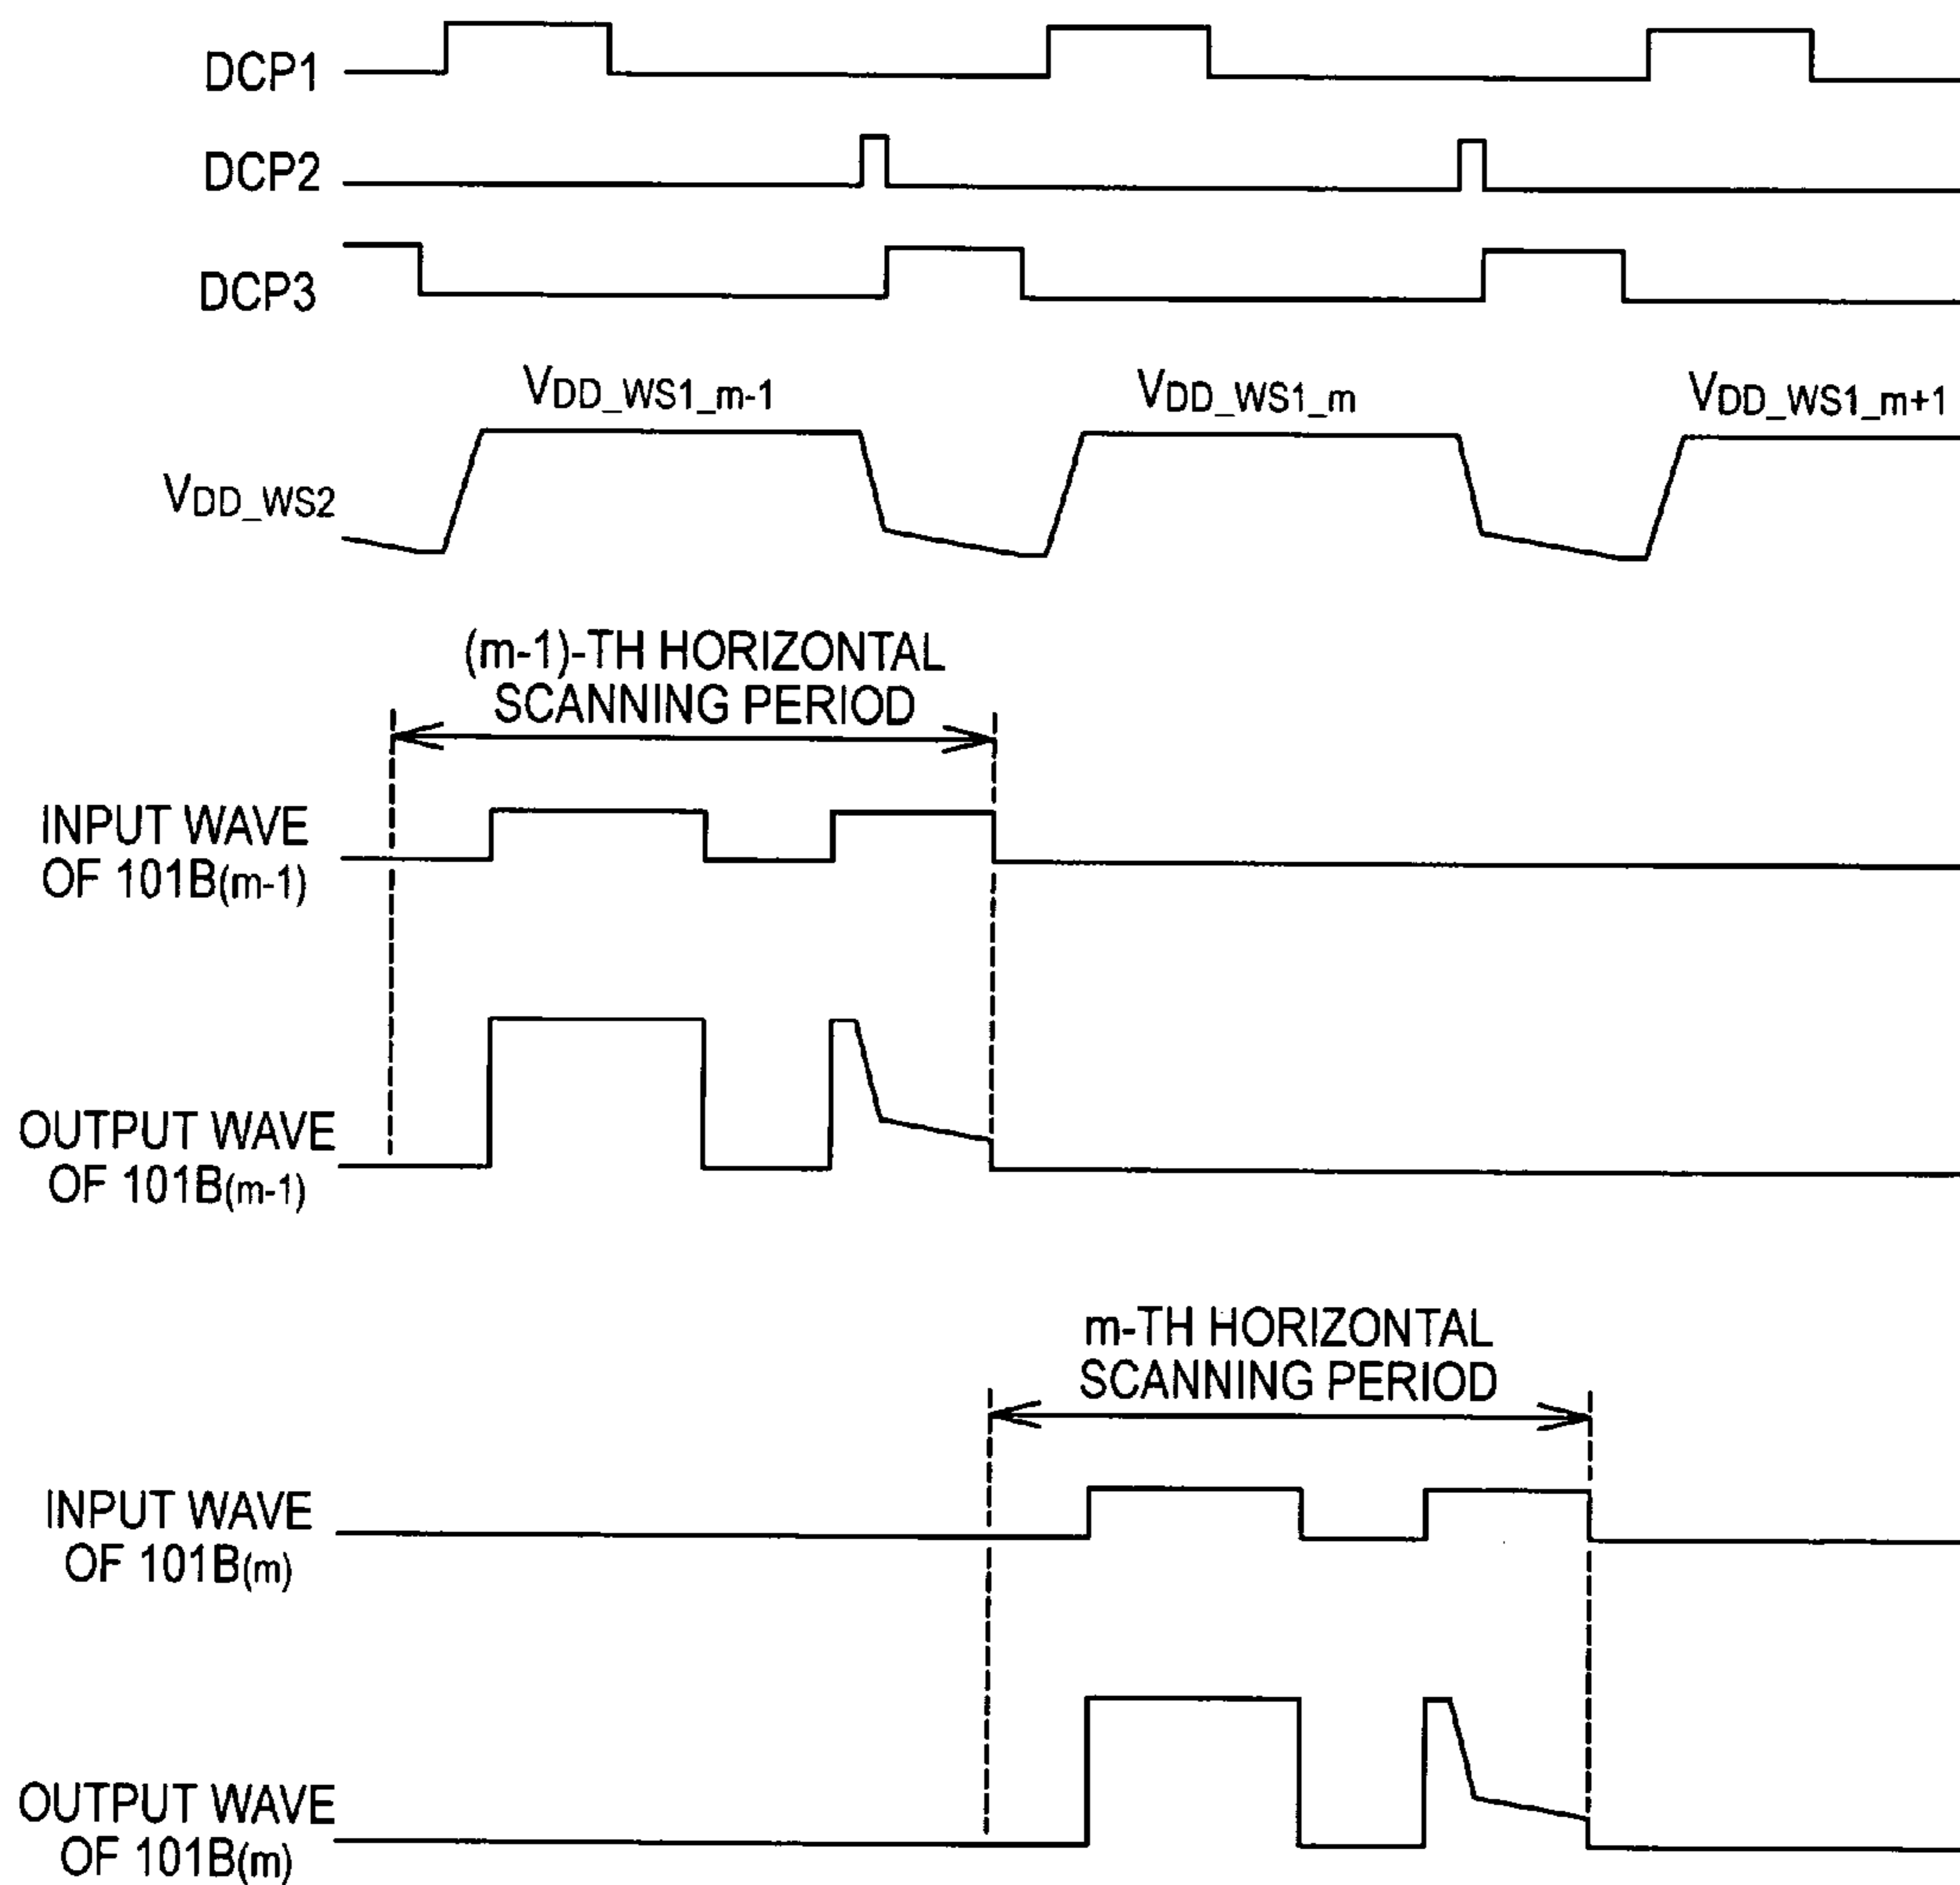 DCP1
DCP2
DCP3
VDD_WS1_m-1
VDD_WS1_m
VDD_WS1_m+1
VDD_WS2
(m-1)-TH HORIZONTAL
SCANNING PERIOD
INPUT WAVE
OF 101B(m-1)
OUTPUT WAVE
OF 101B(m-1)
m-TH HORIZONTAL
SCANNING PERIOD
INPUT WAVE
OF 101B(m)
OUTPUT WAVE
OF 101B(m)